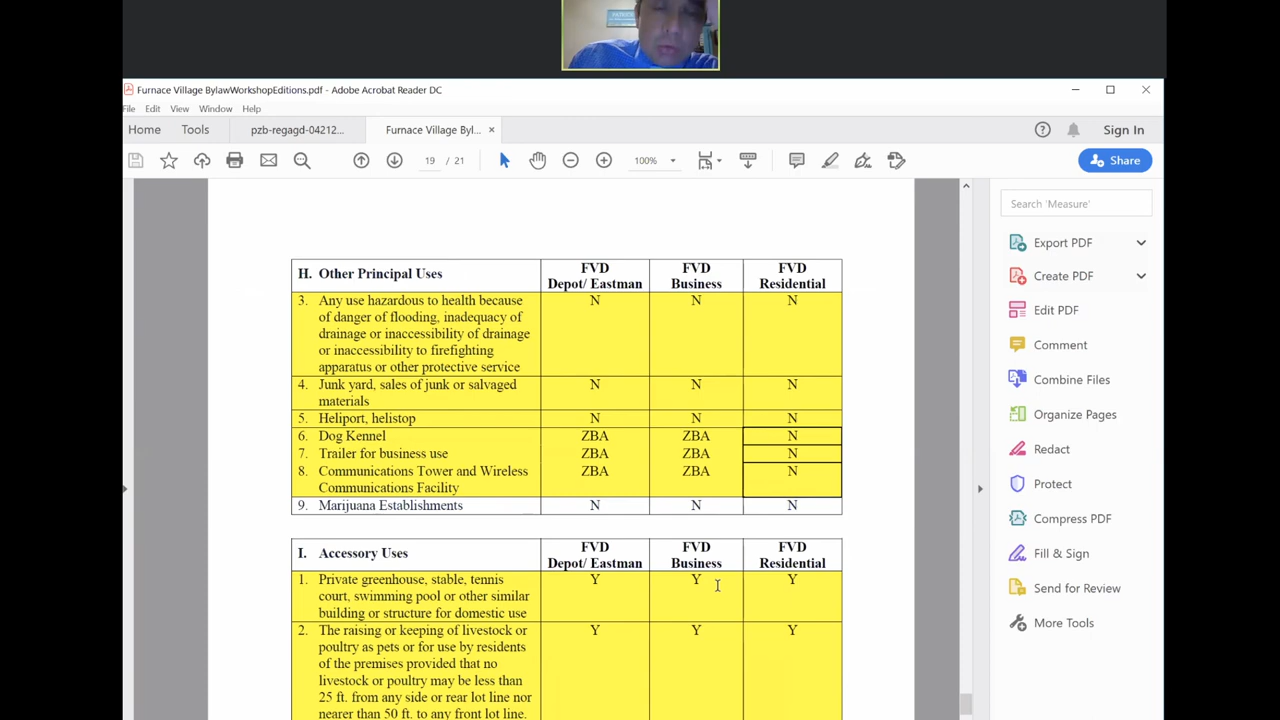 Furnace Village BylawWorkshopEditions.pdf - Adobe Acrobat Reader DC
File Edit View Window Help
Home Tools pzb-regagd-04212... Furnace Village Byl... Sign In
19 / 21 100% Share
Search 'Measure'
Export PDF
Create PDF
Edit PDF
Comment
Combine Files
Organize Pages
Redact
Protect
Compress PDF
Fill & Sign
Send for Review
More Tools
H. Other Principal Uses FVD Depot/ Eastman FVD Business FVD Residential
3. Any use hazardous to health because N N N
of danger of flooding, inadequacy of
drainage or inaccessibility of drainage
or inaccessibility to firefighting
apparatus or other protective service
4. Junk yard, sales of junk or salvaged N N N
materials
5. Heliport, helistop N N N
6. Dog Kennel ZBA ZBA N
7. Trailer for business use ZBA ZBA N
8. Communications Tower and Wireless ZBA ZBA N
Communications Facility
9. Marijuana Establishments N N N
I. Accessory Uses FVD Depot/ Eastman FVD Business FVD Residential
1. Private greenhouse, stable, tennis Y Y Y
court, swimming pool or other similar
building or structure for domestic use
2. The raising or keeping of livestock or Y Y Y
poultry as pets or for use by residents
of the premises provided that no
livestock or poultry may be less than
25 ft. from any side or rear lot line nor
nearer than 50 ft. to any front lot line.